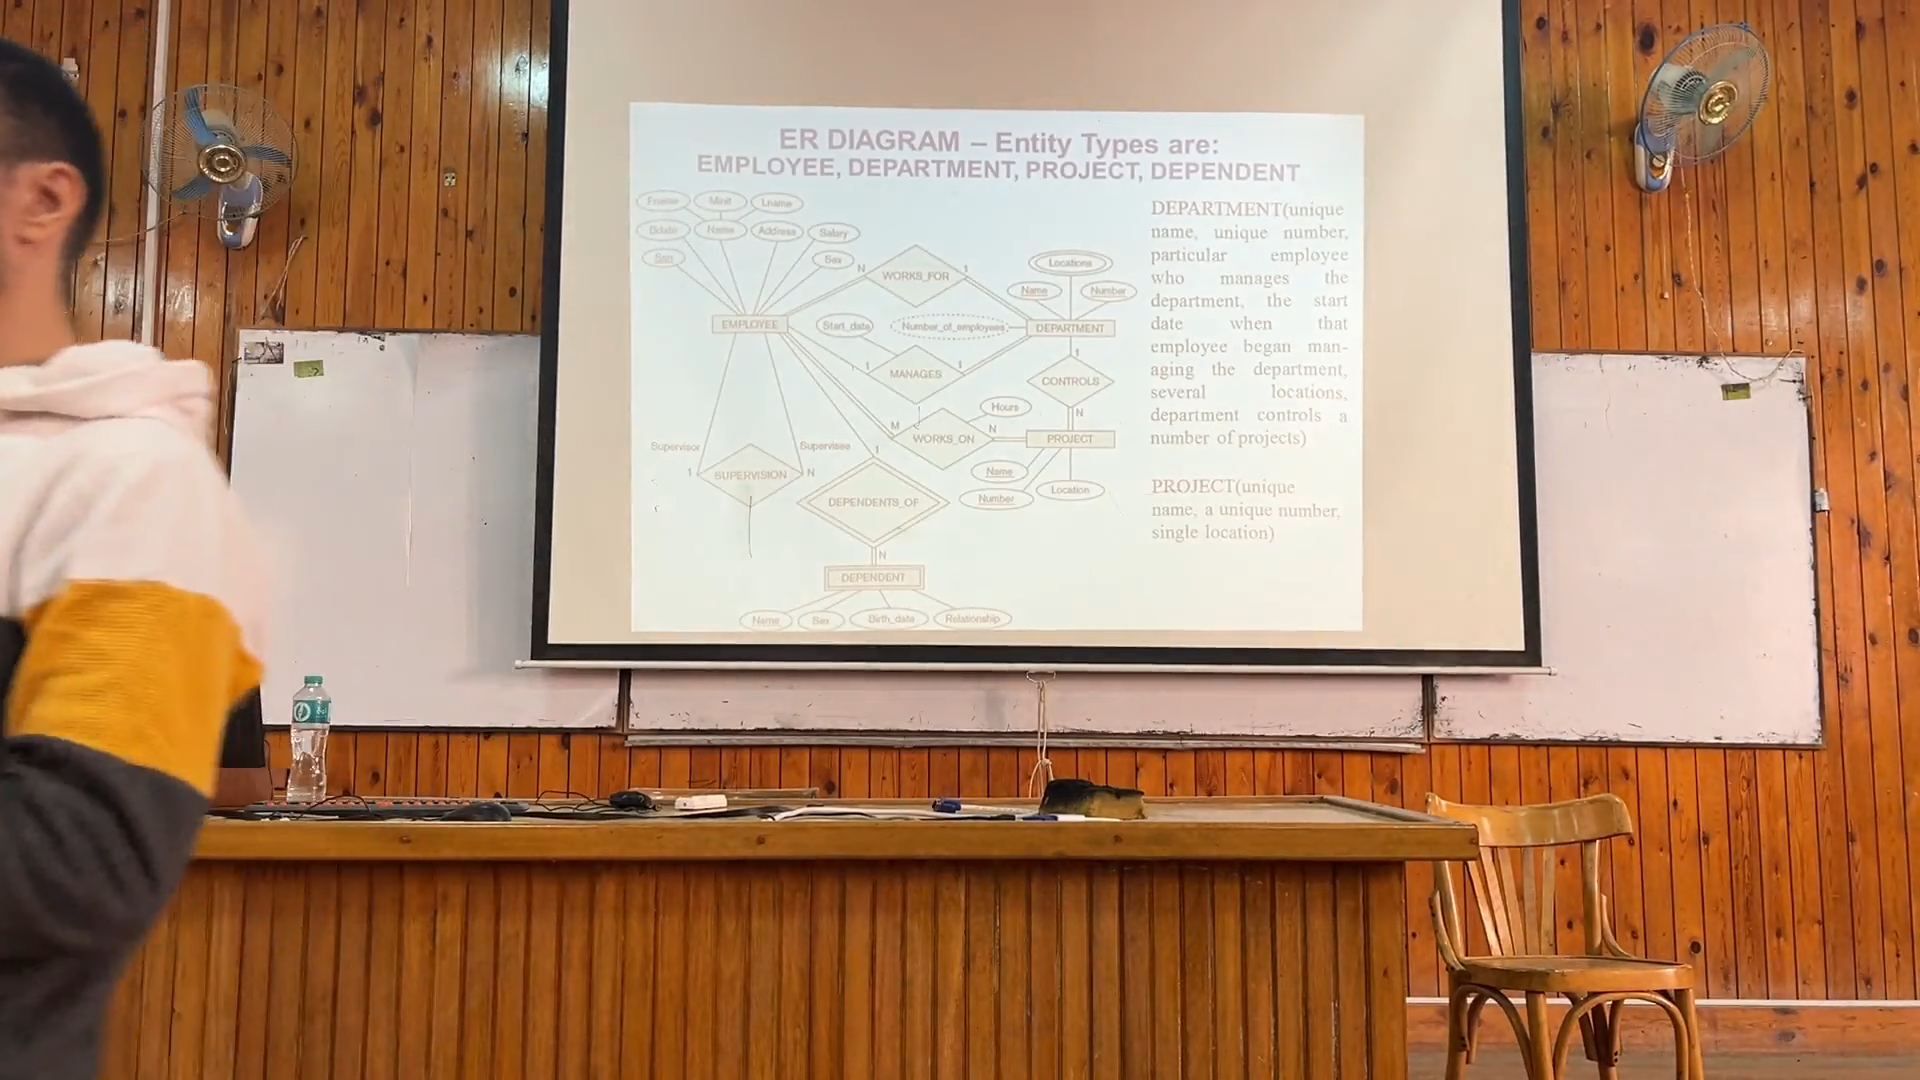 ER DIAGRAM – Entity Types are:
EMPLOYEE, DEPARTMENT, PROJECT, DEPENDENT
Fname
Minit
Lname
Bdate
Name
Address
Salary
Ssn
Sex
EMPLOYEE
N
WORKS_FOR
1
Locations
Name
Number
DEPARTMENT
Start_date
Number_of_employees
1
MANAGES
1
1
CONTROLS
N
Hours
M
WORKS_ON
N
PROJECT
Name
Number
Location
Supervisor
Supervisee
1
SUPERVISION
N
1
DEPENDENTS_OF
N
DEPENDENT
Name
Sex
Birth_date
Relationship
DEPARTMENT(unique
name, unique number,
particular employee
who manages the
department, the start
date when that
employee began man-
aging the department,
several locations,
department controls a
number of projects)
PROJECT(unique
name, a unique number,
single location)